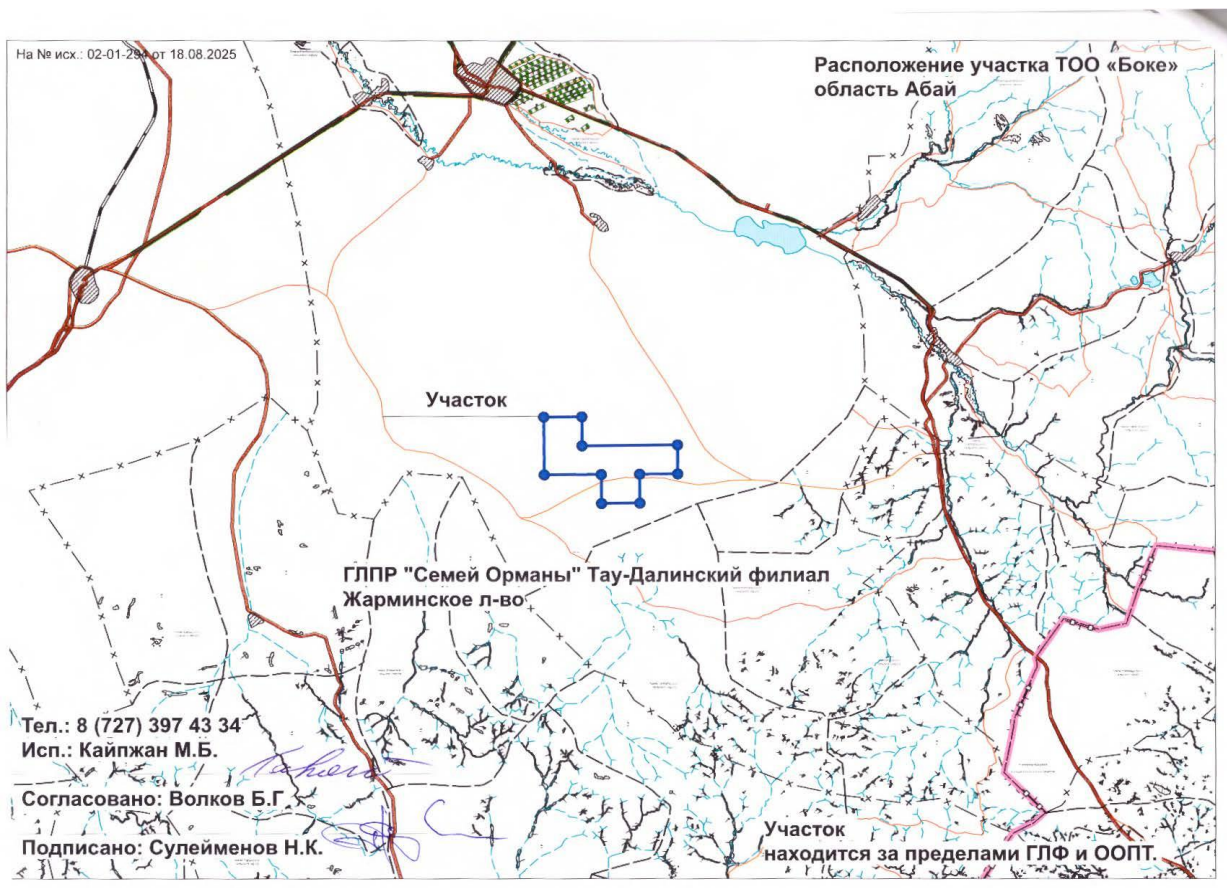 На № исх.: 02-01-294 от 18.08.2025
Расположение участка ТОО «Боке»
область Абай
Участок
ГЛПР "Семей Орманы" Тау-Далинский филиал
Жарминское л-во
Тел.: 8 (727) 397 43 34
Исп.: Кайпжан М.Б.
Согласовано: Волков Б.Г
Подписано: Сулейменов Н.К.
Участок
находится за пределами ГЛФ и ООПТ.